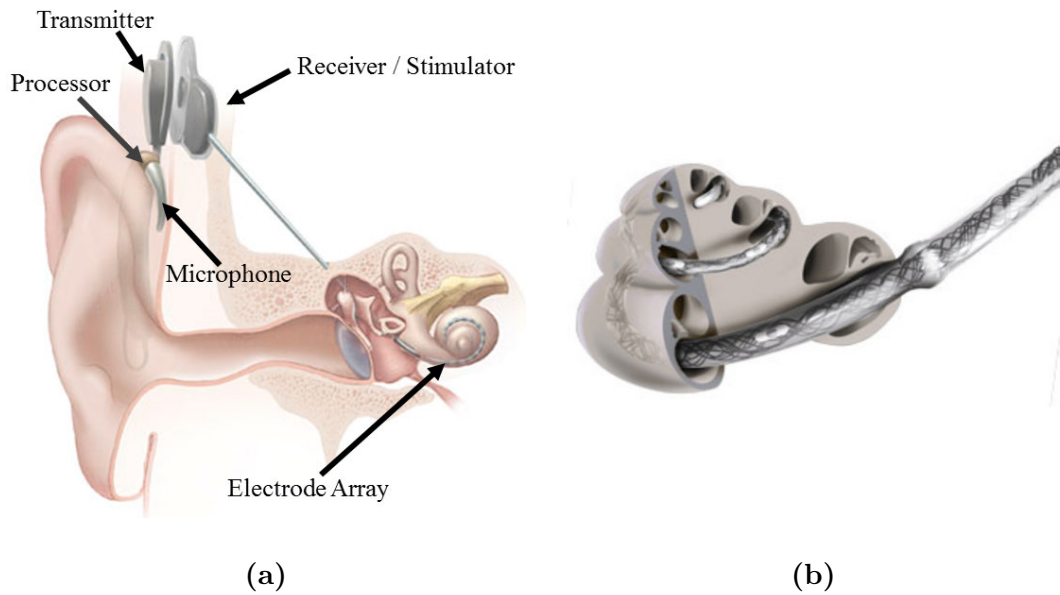 Transmitter
Processor
Receiver / Stimulator
Microphone
Electrode Array
(a)
(b)